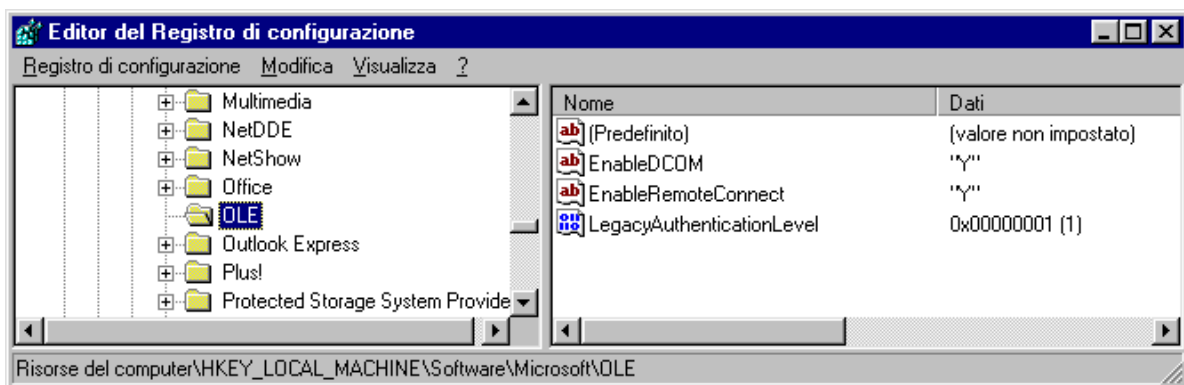 Editor del Registro di configurazione
Registro di configurazione Modifica Visualizza ?
Multimedia
NetDDE
NetShow
Office
OLE
Outlook Express
Plus!
Protected Storage System Provide
Nome Dati
(Predefinito) (valore non impostato)
EnableDCOM "Y"
EnableRemoteConnect "Y"
LegacyAuthenticationLevel 0x00000001 (1)
Risorse del computer\HKEY_LOCAL_MACHINE\Software\Microsoft\OLE